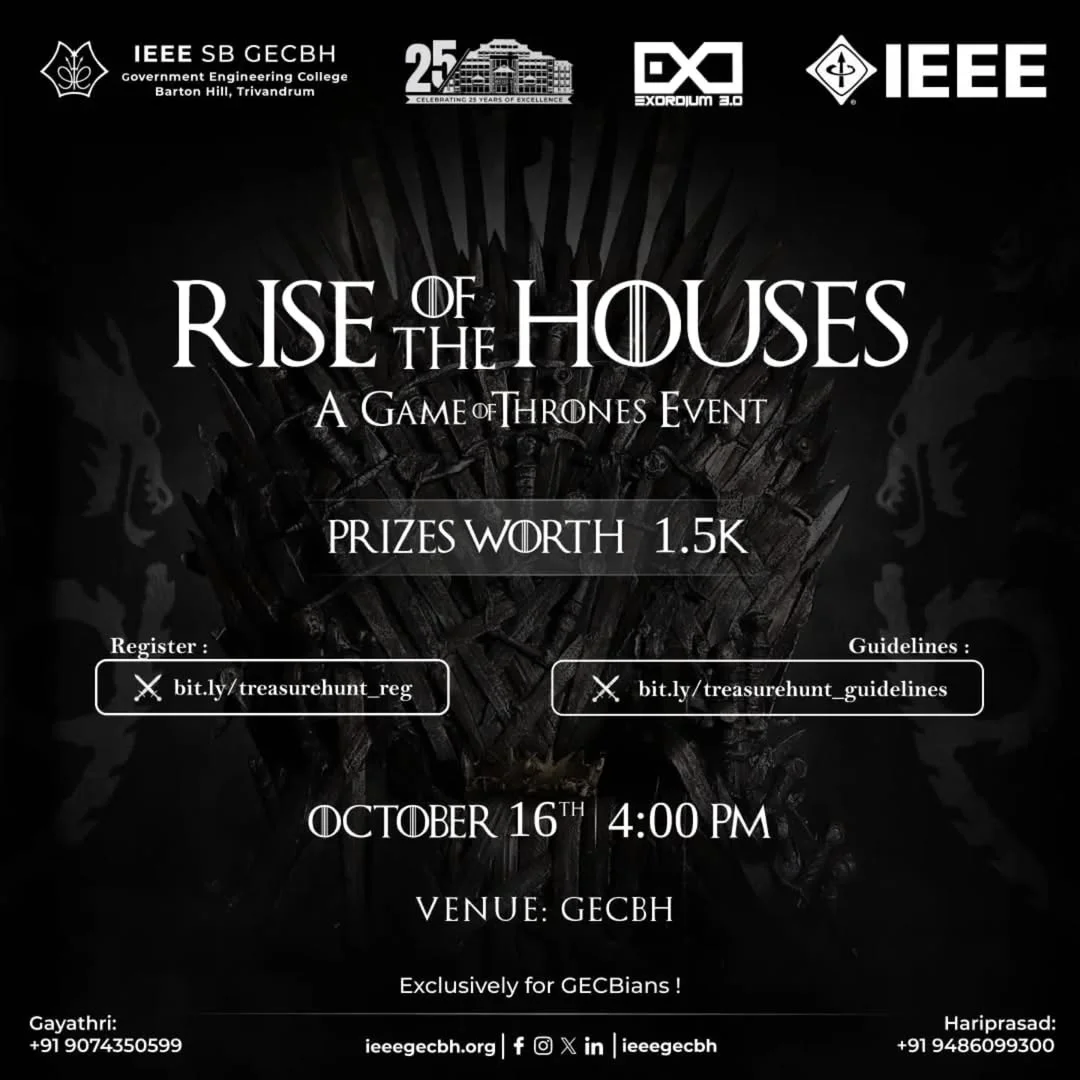 IEEE SB GECBH
Government Engineering College
Barton Hill, Trivandrum
25
CELEBRATING 25 YEARS OF EXCELLENCE
EXORDIUM 3.0
IEEE
®
RISE OF THE HOUSES
A GAME OF THRONES EVENT
PRIZES WORTH 1.5K
Register :
bit.ly/treasurehunt_reg
Guidelines :
bit.ly/treasurehunt_guidelines
OCTOBER 16TH | 4:00 PM
VENUE: GECBH
Exclusively for GECBians !
Gayathri:
+91 9074350599
ieeegecbh.org | f X in | ieeegecbh
Hariprasad:
+91 9486099300